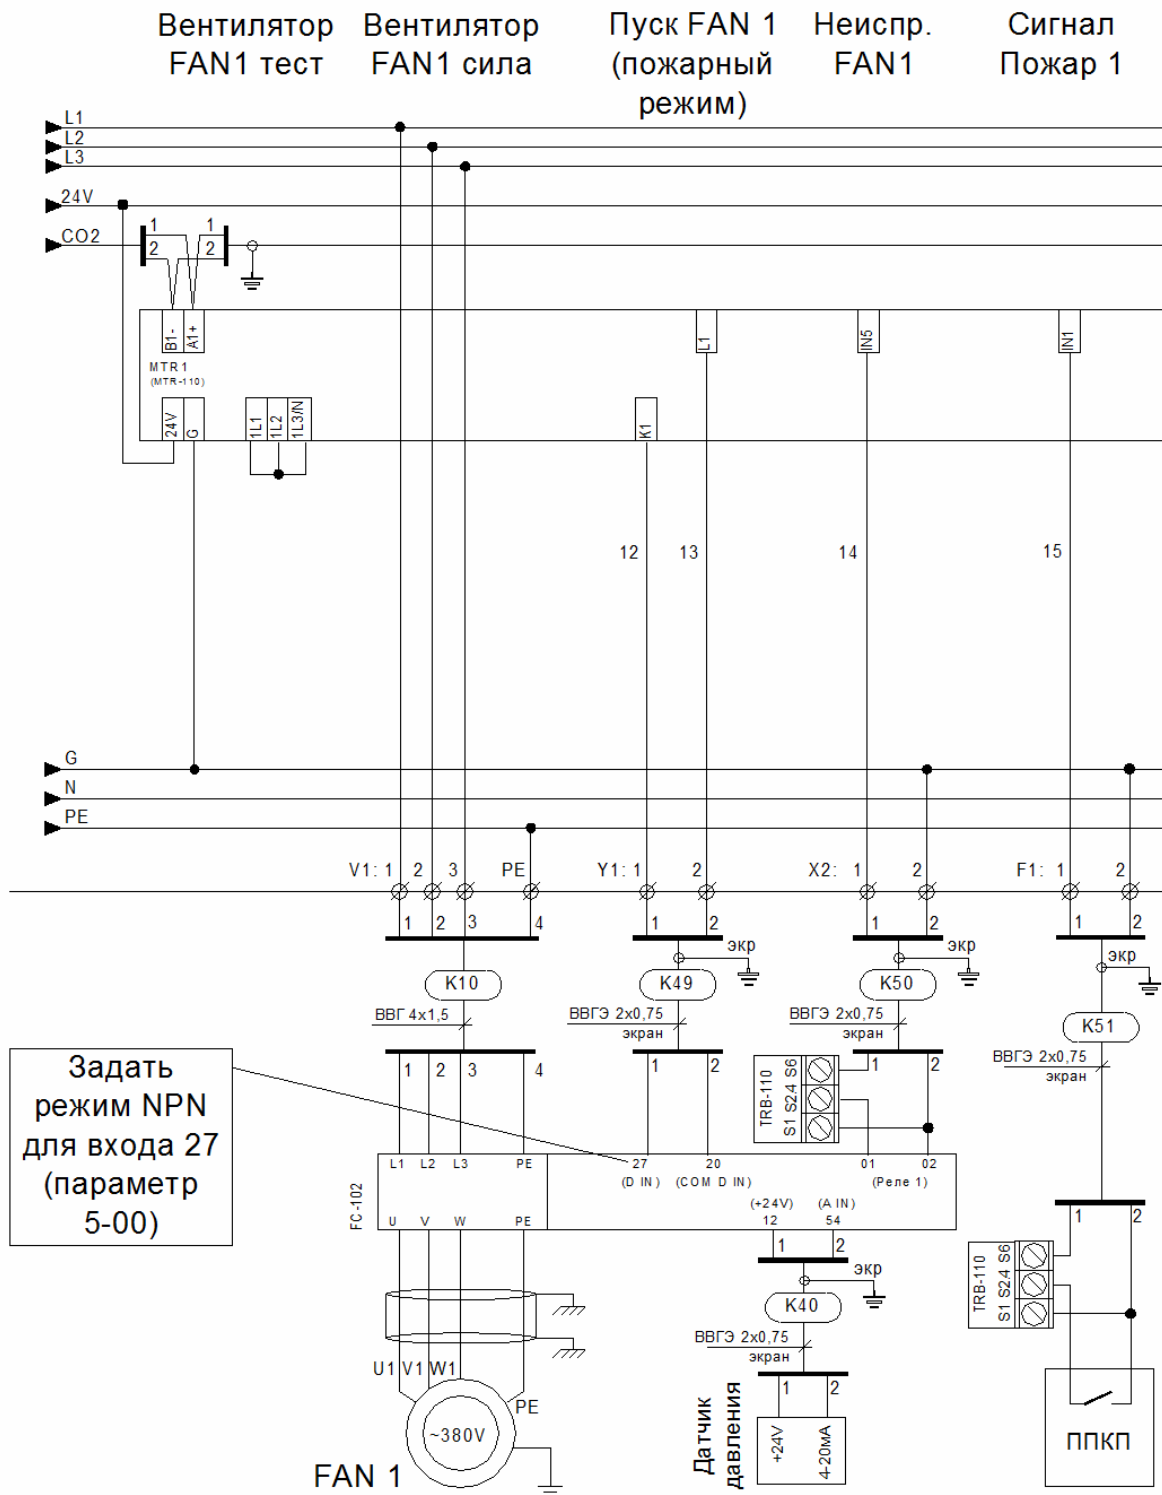 Вентилятор
FAN1 тест
Вентилятор
FAN1 сила
Пуск FAN 1
(пожарный
режим)
Неиспр.
FAN1
Сигнал
Пожар 1
L1
L2
L3
24V
CO2
1
2
1
2
B1-
A1+
L1
IN5
IN1
MTR1
(MTR-110)
24V
G
1L1
1L2
1L3/N
K1
12
13
14
15
G
N
PE
V1: 1 2 3 PE
Y1: 1 2
X2: 1 2
F1: 1 2
1 2 3 4
1 2
1 2
1 2
экр
экр
экр
K10
K49
K50
K51
ВВГ 4х1,5
ВВГЭ 2х0,75
экран
ВВГЭ 2х0,75
экран
ВВГЭ 2х0,75
экран
Задать
режим NPN
для входа 27
(параметр
5-00)
1 2 3 4
1 2
1 2
TRB-110
S1 S2.4 S6
FC-102
L1 L2 L3 PE
27
(D IN)
20
(COM D IN)
01 02
(Реле 1)
(+24V)
12
(A IN)
54
U V W PE
1 2
экр
K40
ВВГЭ 2х0,75
экран
1 2
1 2
TRB-110
S1 S2.4 S6
U1 V1 W1
PE
~380V
FAN 1
Датчик
давления
+24V
4-20мА
ППКП